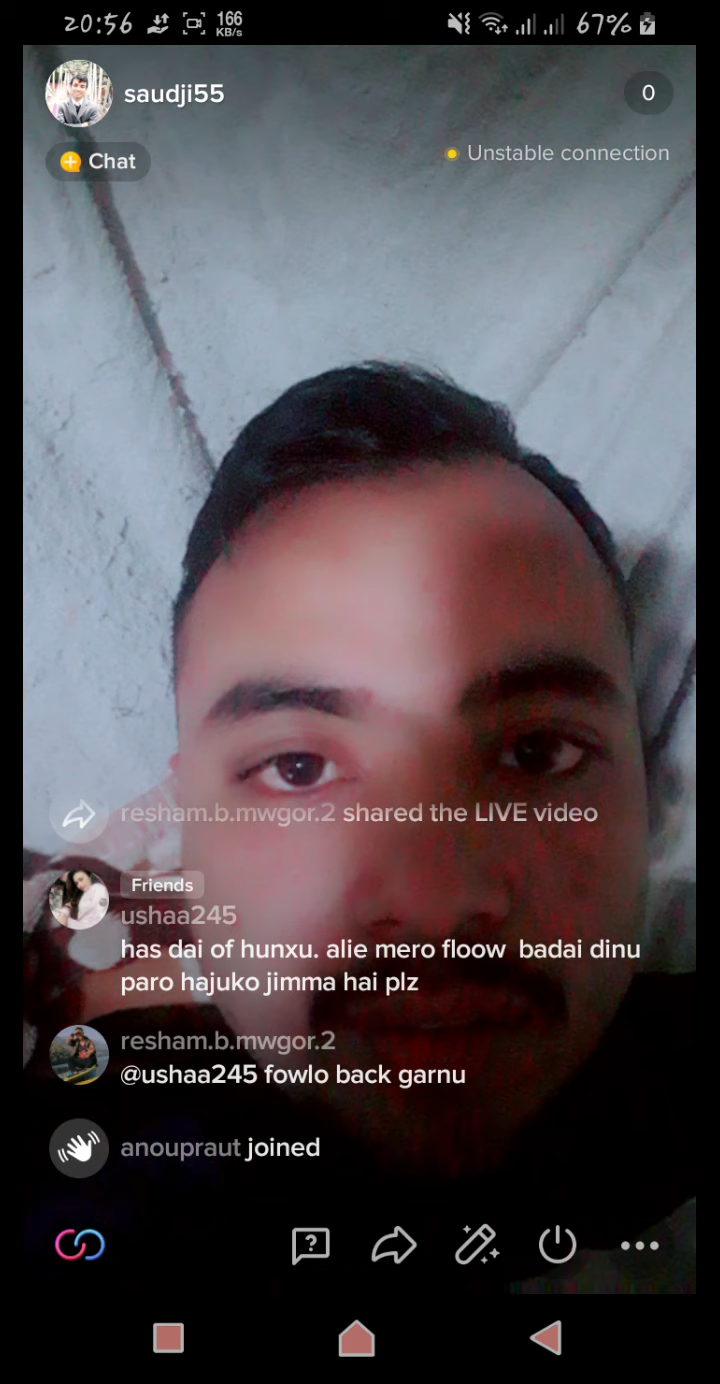 20:56 166 KB/s 67%
saudji55 0
Chat Unstable connection
resham.b.mwgor.2 shared the LIVE video
Friends
ushaa245
has dai of hunxu. alie mero floow badai dinu
paro hajuko jimma hai plz
resham.b.mwgor.2
@ushaa245 fowlo back garnu
anoupraut joined